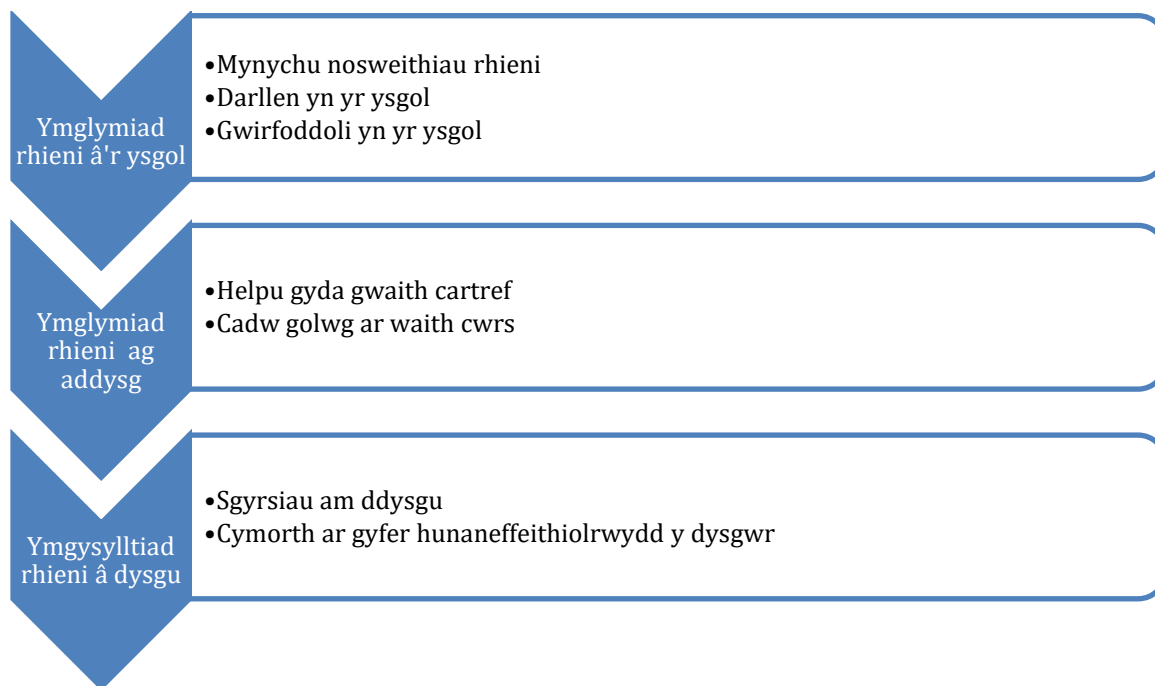 Ymglymiad
rhieni â'r ysgol
•Mynychu nosweithiau rhieni
•Darllen yn yr ysgol
•Gwirfoddoli yn yr ysgol
Ymglymiad
rhieni ag
addysg
•Helpu gyda gwaith cartref
•Cadw golwg ar waith cwrs
Ymgysylltiad
rhieni â dysgu
•Sgyrsiau am ddysgu
•Cymorth ar gyfer hunaneffeithiolrwydd y dysgwr